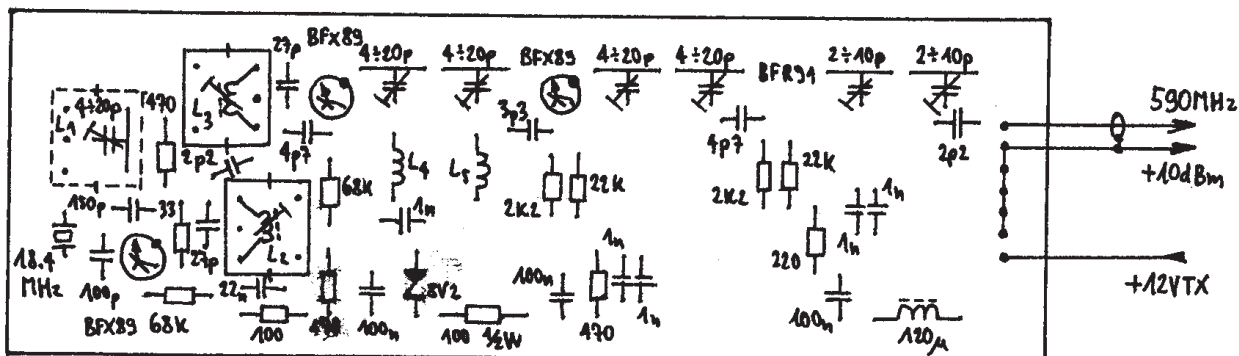 27p
BFX89
4÷20p
4÷20p
BFX89
4÷20p
4÷20p
BFR91
2÷10p
2÷10p
590MHz
+10dBm
+12VTX
4÷20p
L1
470
L3
3p3
4p7
2p2
4p7
2p2
150p
33
68K
L4
L5
22K
2K2
22K
2K2
1n
1n
1n
18.4
MHz
100p
27p
L2
1n
220
BFX89
68K
22n
100
100n
8V2
100
½W
100n
470
1n
100n
120µ